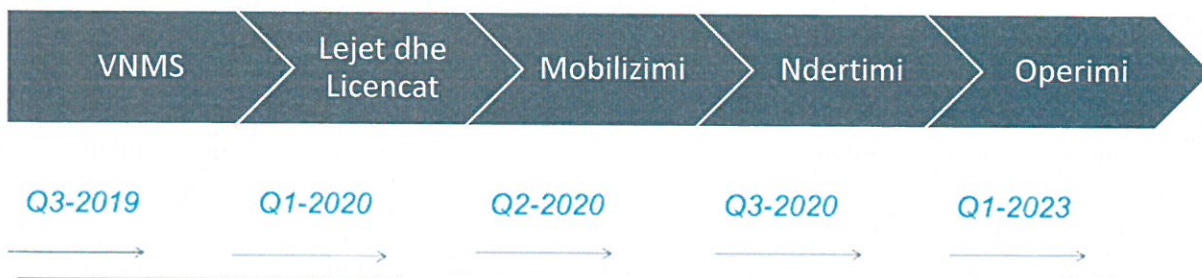 VNMS
Lejet dhe
Licencat
Mobilizimi
Ndertimi
Operimi
Q3-2019
Q1-2020
Q2-2020
Q3-2020
Q1-2023